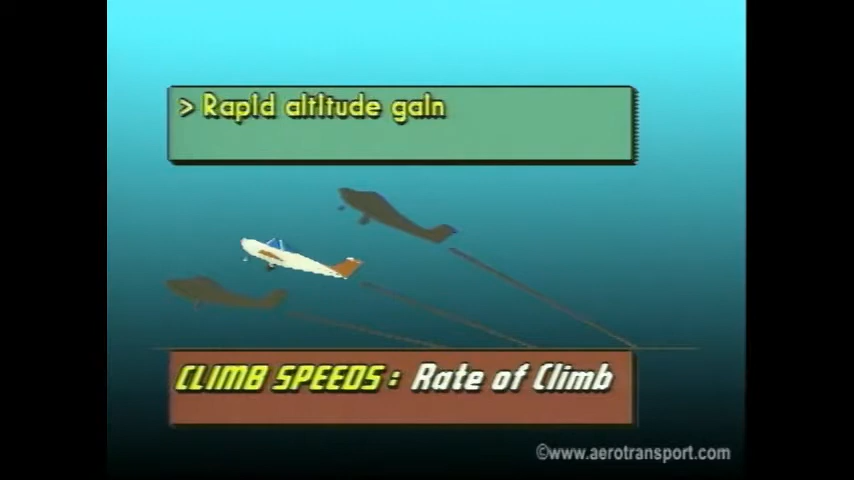 > Rapid altitude gain
CLIMB SPEEDS: Rate of Climb
©www.aerotransport.com